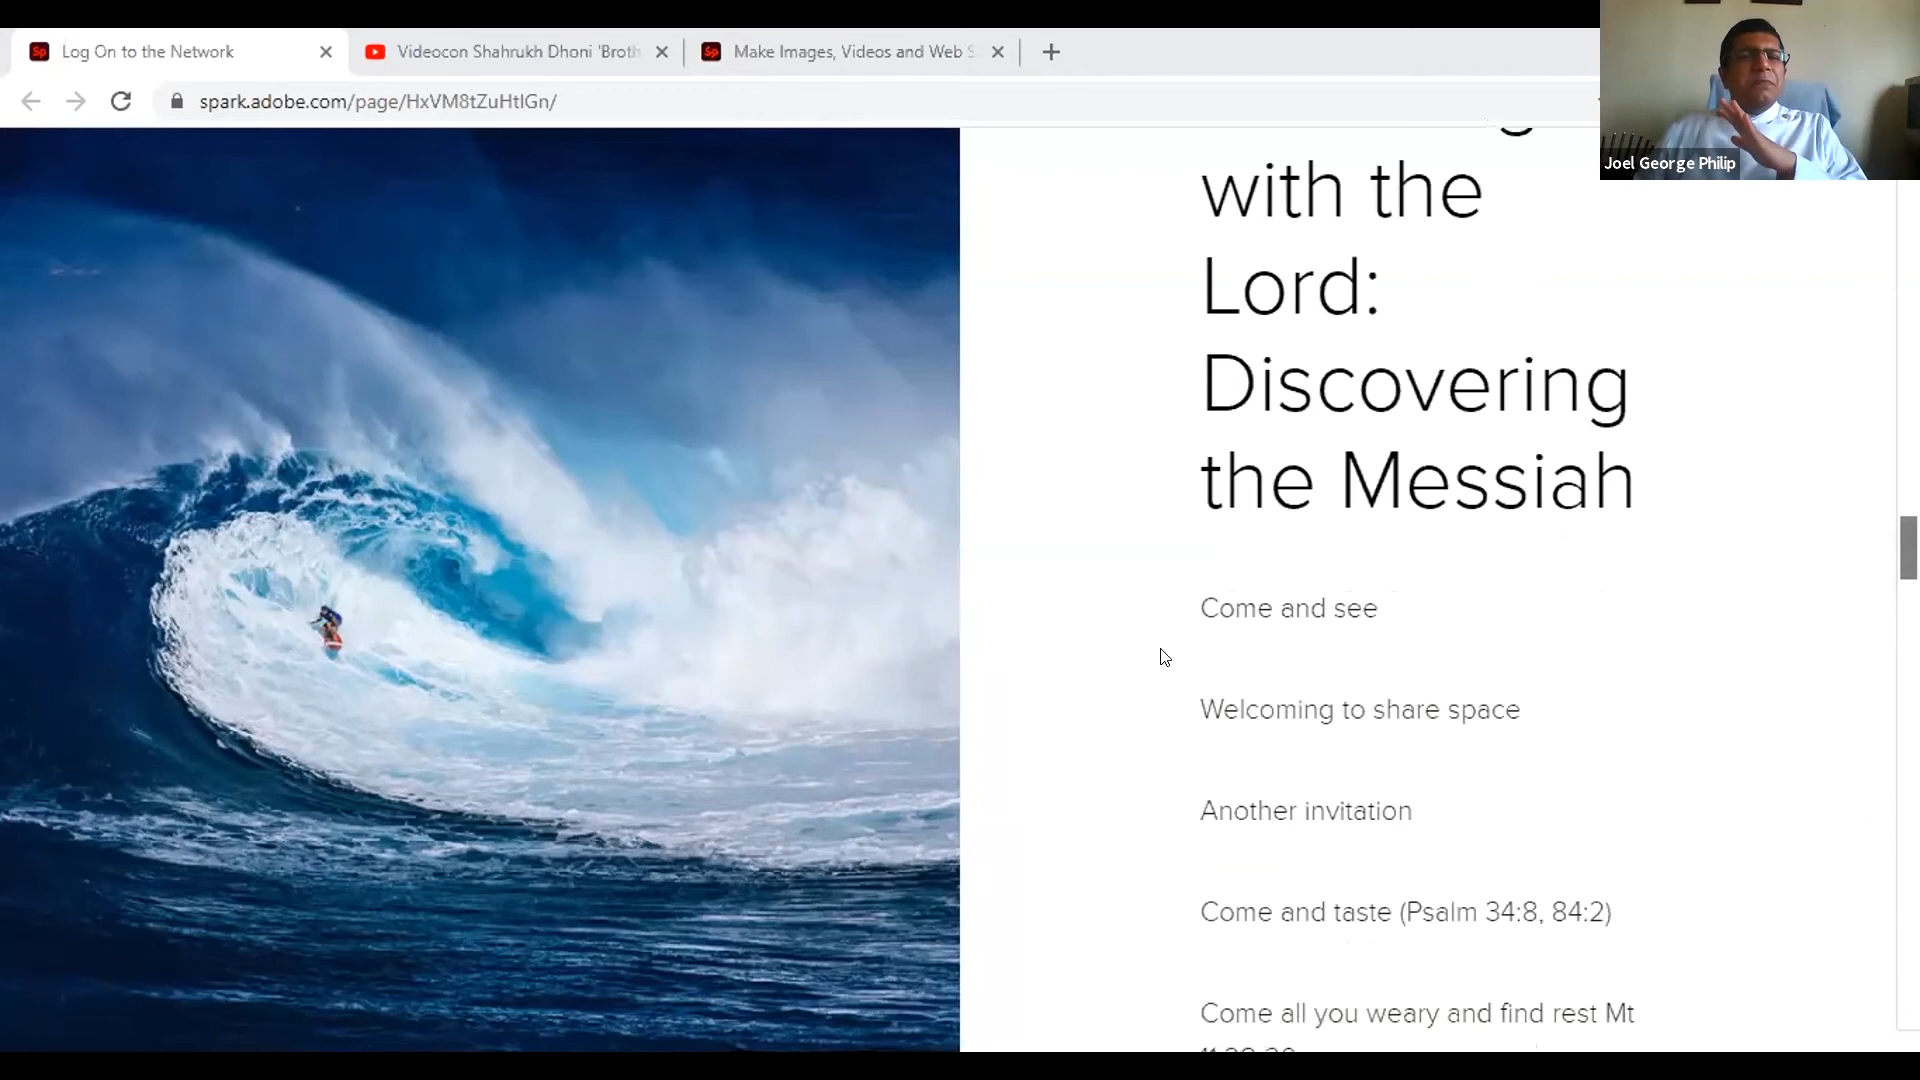 Log On to the Network
Videocon Shahrukh Dhoni 'Broth
Make Images, Videos and Web S
spark.adobe.com/page/HxVM8tZuHtlGn/
Joel George Philip
with the
Lord:
Discovering
the Messiah
Come and see
Welcoming to share space
Another invitation
Come and taste (Psalm 34:8, 84:2)
Come all you weary and find rest Mt